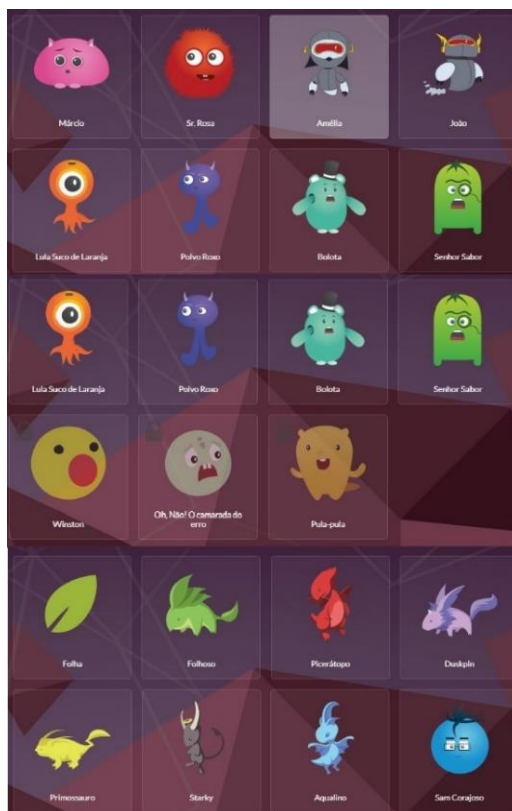 Márcio
Sr. Rosa
Amélia
João
Lula Suco de Laranja
Polvo Roxo
Bolota
Senhor Sabor
Lula Suco de Laranja
Polvo Roxo
Bolota
Senhor Sabor
Winston
Oh, Não! O camarada do
erro
Pula-pula
Folha
Folhoso
Picerátopo
Duskpin
Primossauro
Starky
Aqualino
Sam Corajoso